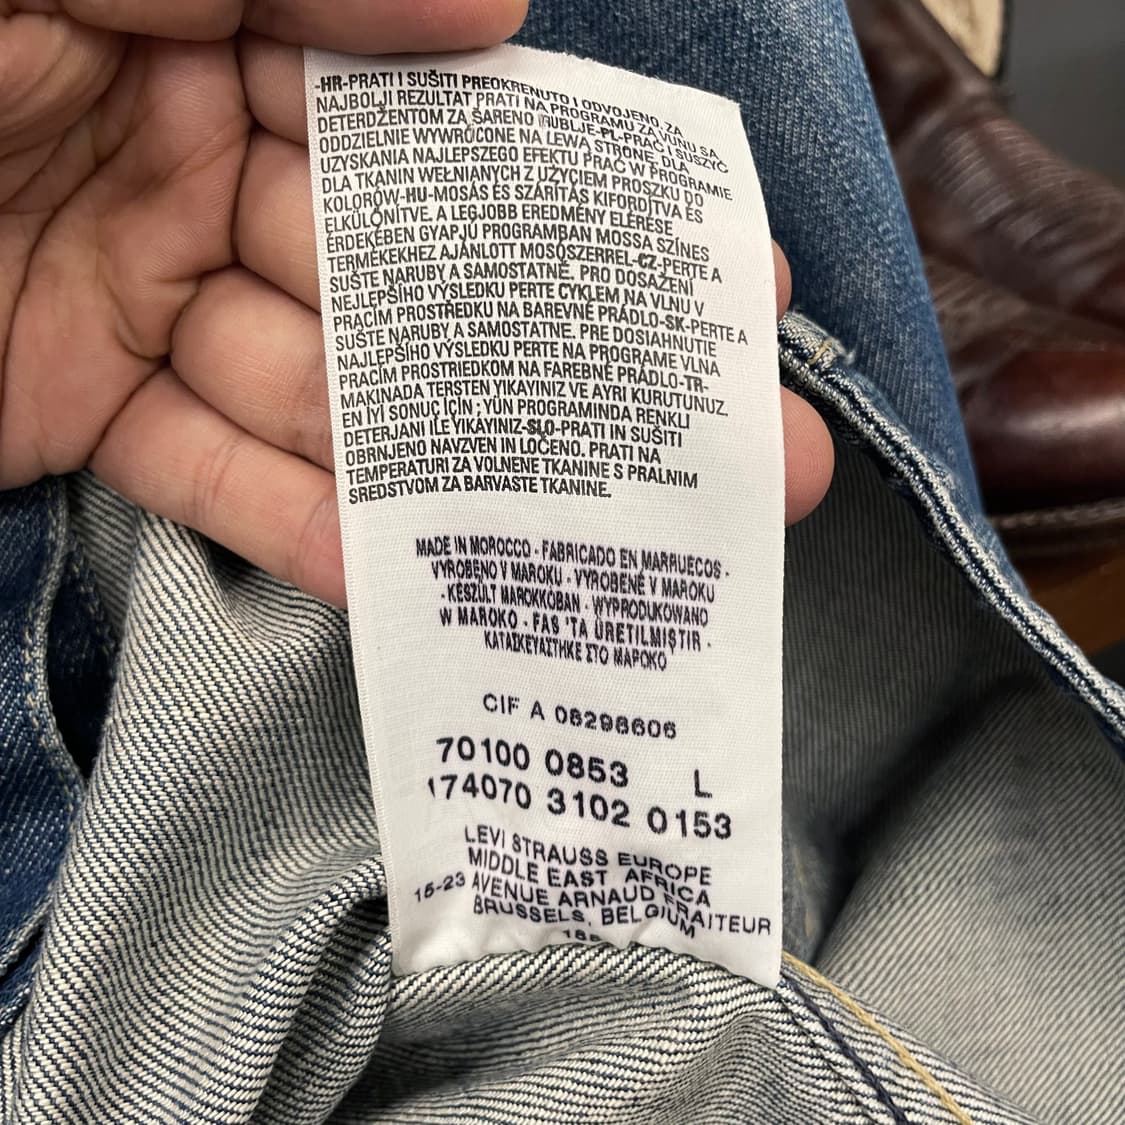 -HR-PRATI I SUŠITI PREOKRENUTO I ODVOJENO. ZA
NAJBOLJI REZULTAT PRATI NA PROGRAMU ZA VUNU SA
DETERDŽENTOM ZA ŠARENO RUBLJE-PL-PRAĆ I SUSZYĆ
ODDZIELNIE WYWRÓCONE NA LEWĄ STRONĘ. DLA
UZYSKANIA NAJLEPSZEGO EFEKTU PRAĆ W PROGRAMIE
DLA TKANIN WEŁNIANYCH Z UŻYCIEM PROSZKU DO
KOLORÓW-HU-MOSÁS ÉS SZÁRÍTÁS KIFORDÍTVA ÉS
ELKÜLÖNÍTVE. A LEGJOBB EREDMÉNY ELÉRÉSE
ÉRDEKÉBEN GYAPJÚ PROGRAMBAN MOSSA SZÍNES
TERMÉKEKHEZ AJÁNLOTT MOSÓSZERREL-CZ-PERTE A
SUŠTE NARUBY A SAMOSTATNĚ. PRO DOSAŽENÍ
NEJLEPŠÍHO VÝSLEDKU PERTE CYKLEM NA VLNU V
PRACÍM PROSTŘEDKU NA BAREVNÉ PRÁDLO-SK-PERTE A
SUŠTE NARUBY A SAMOSTATNE. PRE DOSIAHNUTIE
NAJLEPŠÍHO VÝSLEDKU PERTE NA PROGRAME VLNA
PRACÍM PROSTRIEDKOM NA FAREBNÉ PRÁDLO-TR-
MAKINADA TERSTEN YIKAYINIZ VE AYRI KURUTUNUZ.
EN İYİ SONUÇ İÇİN ; YÜN PROGRAMINDA RENKLI
DETERJANI ILE YIKAYINIZ-SLO-PRATI IN SUŠITI
OBRNJENO NAVZVEN IN LOČENO. PRATI NA
TEMPERATURI ZA VOLNENE TKANINE S PRALNIM
SREDSTVOM ZA BARVASTE TKANINE.
MADE IN MOROCCO - FABRICADO EN MARRUECOS -
VYROBENO V MAROKU - VYROBENÉ V MAROKU
- KÉSZÜLT MAROKKÓBAN - WYPRODUKOWANO
W MAROKO - FAS 'TA ÜRETILMIŞTIR -
ΚΑΤΑΣΚΕΥΑΣΤΗΚΕ ΣΤΟ ΜΑΡΟΚΟ
CIF A 08298606
70100 0853 L
174070 3102 0153
LEVI STRAUSS EUROPE
MIDDLE EAST AFRICA
15-23 AVENUE ARNAUD FRAITEUR
BRUSSELS, BELGIUM